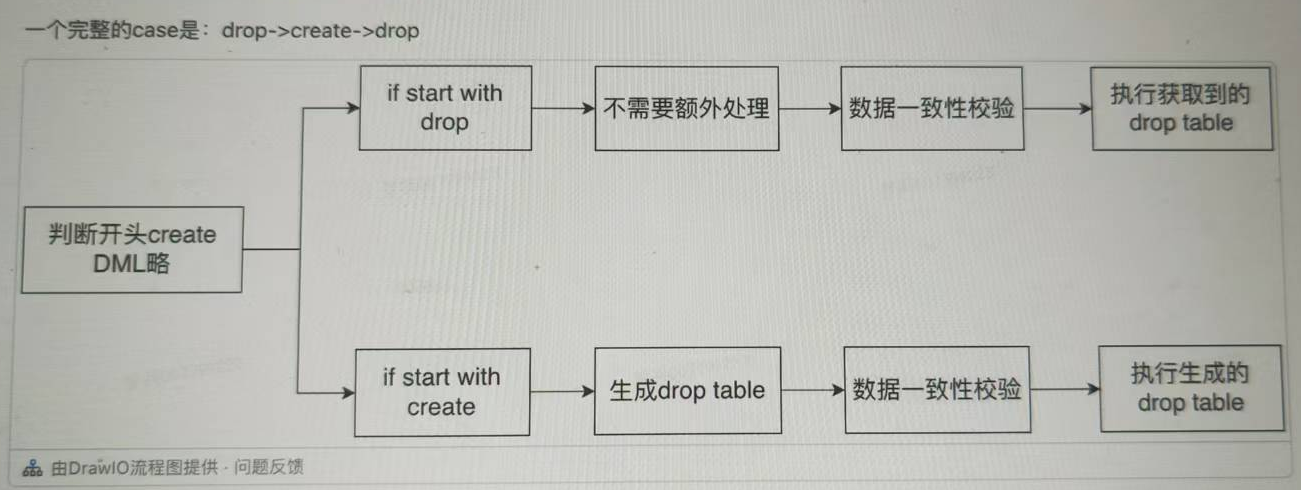 一个完整的case是：drop->create->drop
if start with
drop
不需要额外处理
数据一致性校验
执行获取到的
drop table
判断开头create
DML略
if start with
create
生成drop table
数据一致性校验
执行生成的
drop table
由DrawIO流程图提供 · 问题反馈